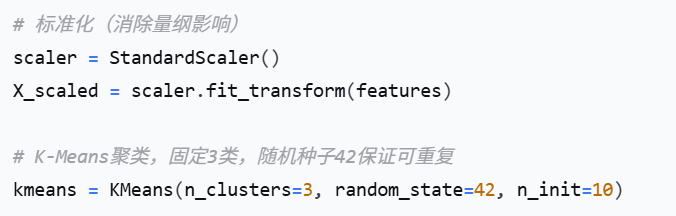 # 标准化（消除量纲影响）
scaler = StandardScaler()
X_scaled = scaler.fit_transform(features)
# K-Means聚类，固定3类，随机种子42保证可重复
kmeans = KMeans(n_clusters=3, random_state=42, n_init=10)